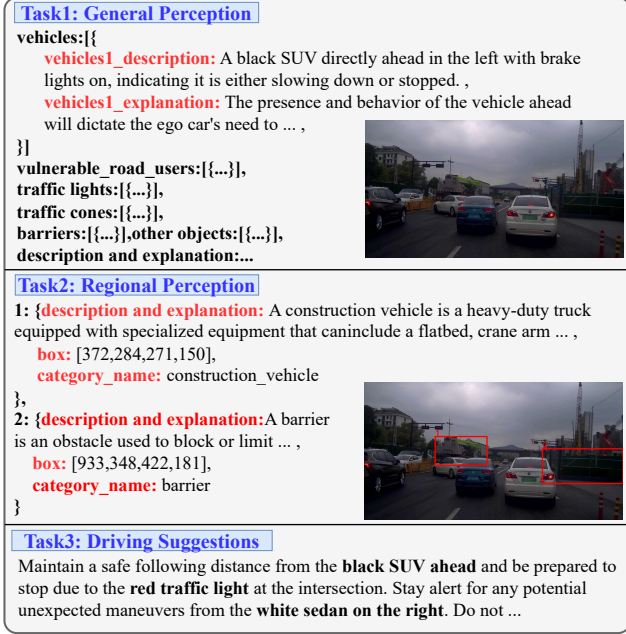 Task1: General Perception
vehicles:[{
vehicles1_description: A black SUV directly ahead in the left with brake
lights on, indicating it is either slowing down or stopped. ,
vehicles1_explanation: The presence and behavior of the vehicle ahead
will dictate the ego car's need to ... ,
}]
vulnerable_road_users:[{...}],
traffic lights:[{...}],
traffic cones:[{...}],
barriers:[{...}],other objects:[{...}],
description and explanation:...
Task2: Regional Perception
1: {description and explanation: A construction vehicle is a heavy-duty truck
equipped with specialized equipment that caninclude a flatbed, crane arm ... ,
box: [372,284,271,150],
category_name: construction_vehicle
},
2: {description and explanation:A barrier
is an obstacle used to block or limit ... ,
box: [933,348,422,181],
category_name: barrier
}
Task3: Driving Suggestions
Maintain a safe following distance from the black SUV ahead and be prepared to
stop due to the red traffic light at the intersection. Stay alert for any potential
unexpected maneuvers from the white sedan on the right. Do not ...